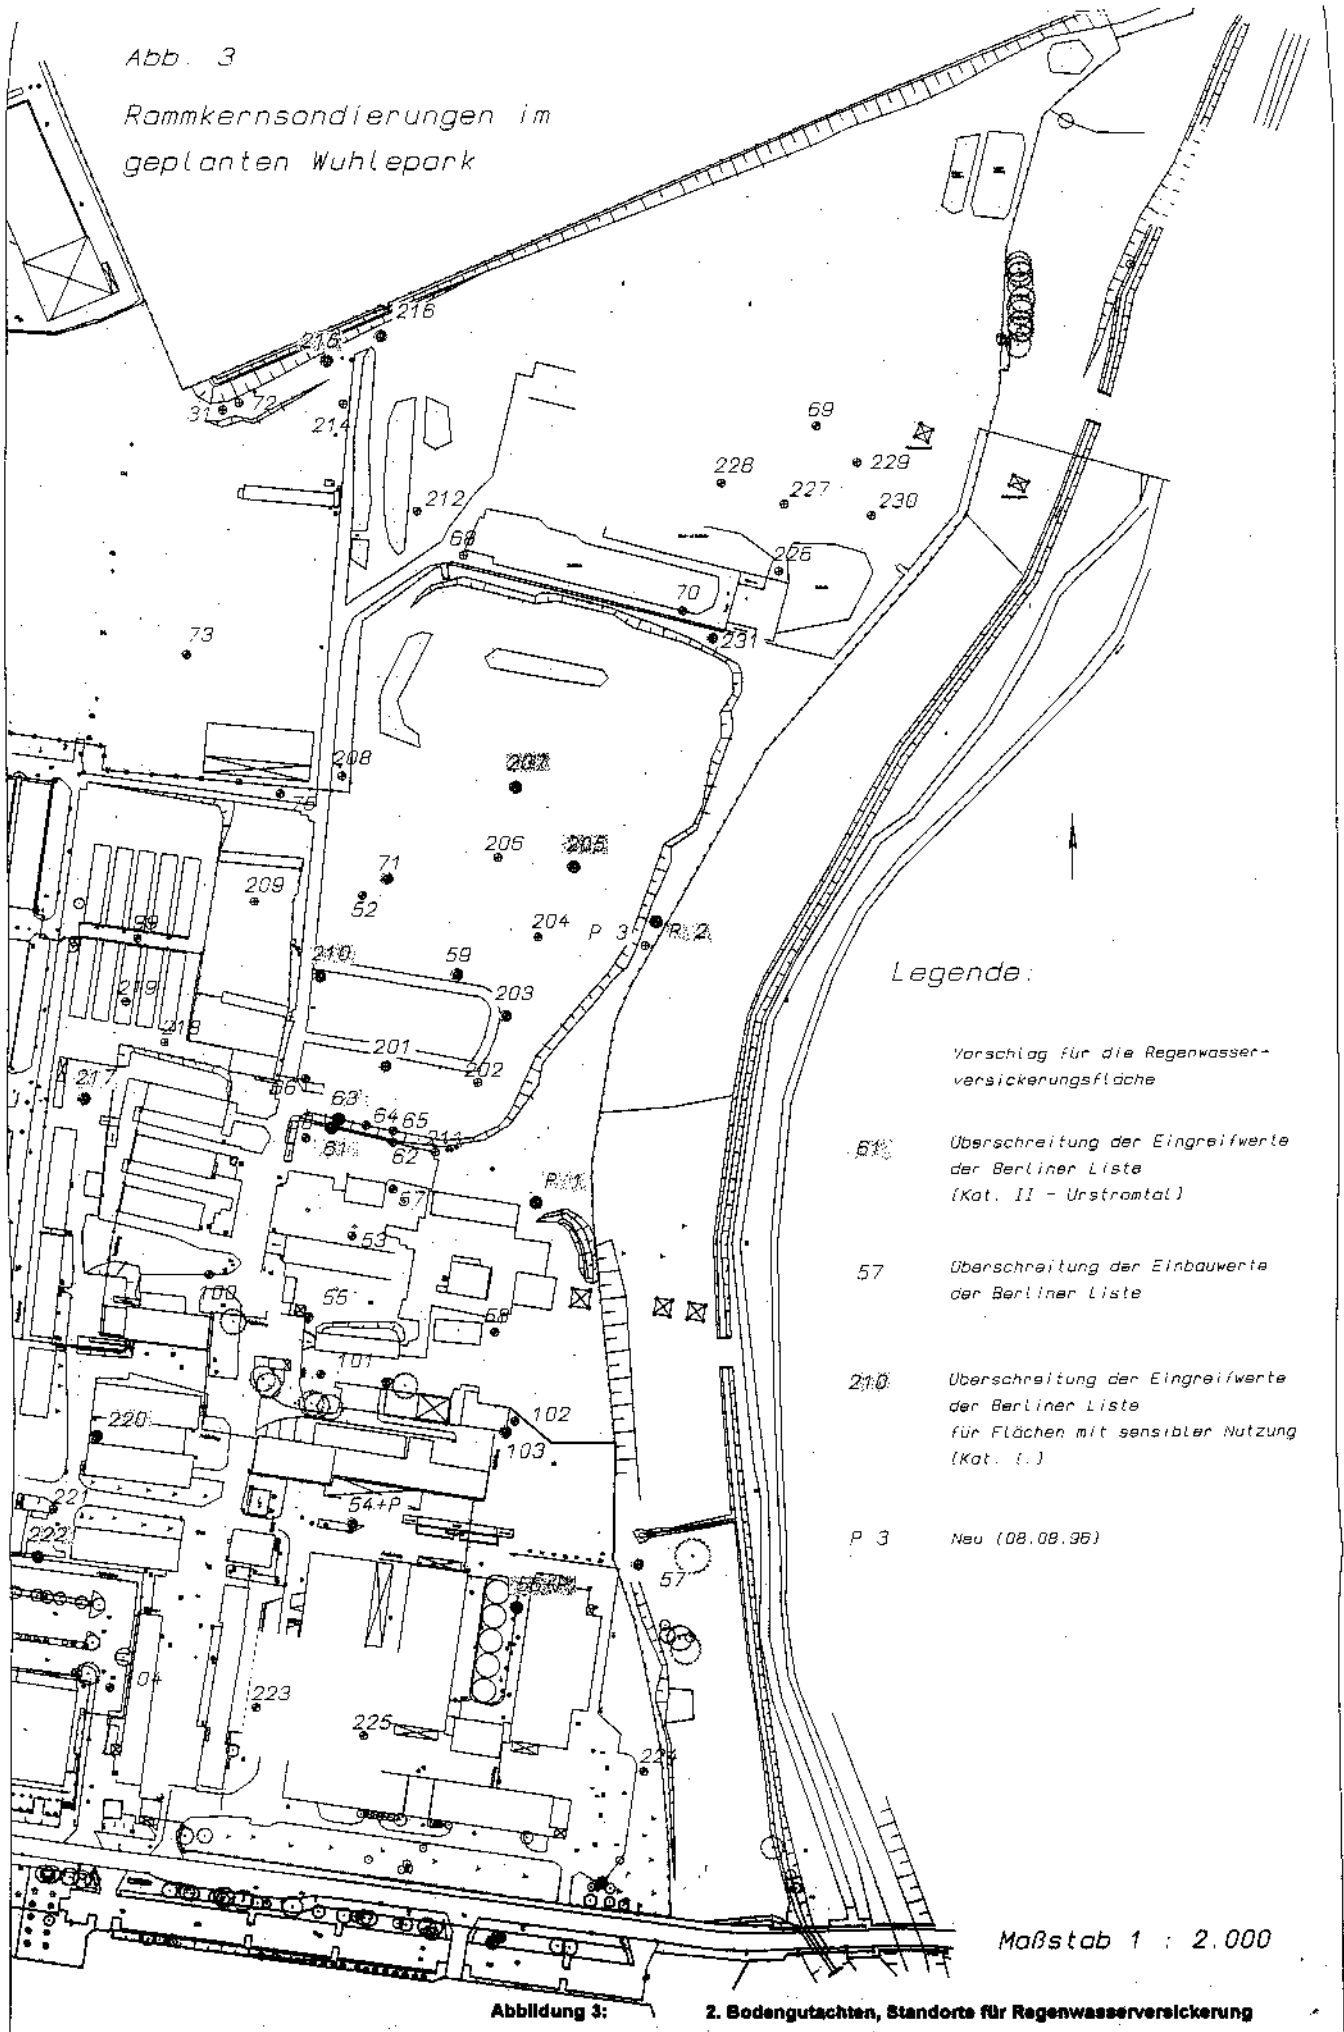 Abb. 3
Rammkernsondierungen im
geplanten Wuhlepark
216
215
31
72
214
69
228
229
212
227
230
68
226
70
231
73
208
75
207
206
205
71
209
52
204
P 3
R 2
99
210
59
219
203
218
201
202
217
66
63
64
65
61
62
211
R 1
67
53
100
55
58
101
102
220
103
221
54+P
222
57
56
04
223
225
224
Legende:
Vorschlag für die Regenwasser-
versickerungsfläche
61
Überschreitung der Eingreifwerte
der Berliner Liste
(Kat. II - Urstromtal)
57
Überschreitung der Einbauwerte
der Berliner Liste
210
Überschreitung der Eingreifwerte
der Berliner Liste
für Flächen mit sensibler Nutzung
(Kat. I.)
P 3
Neu (08.08.96)
Maßstab 1 : 2.000
Abbildung 3:
2. Bodengutachten, Standorte für Regenwasserversickerung